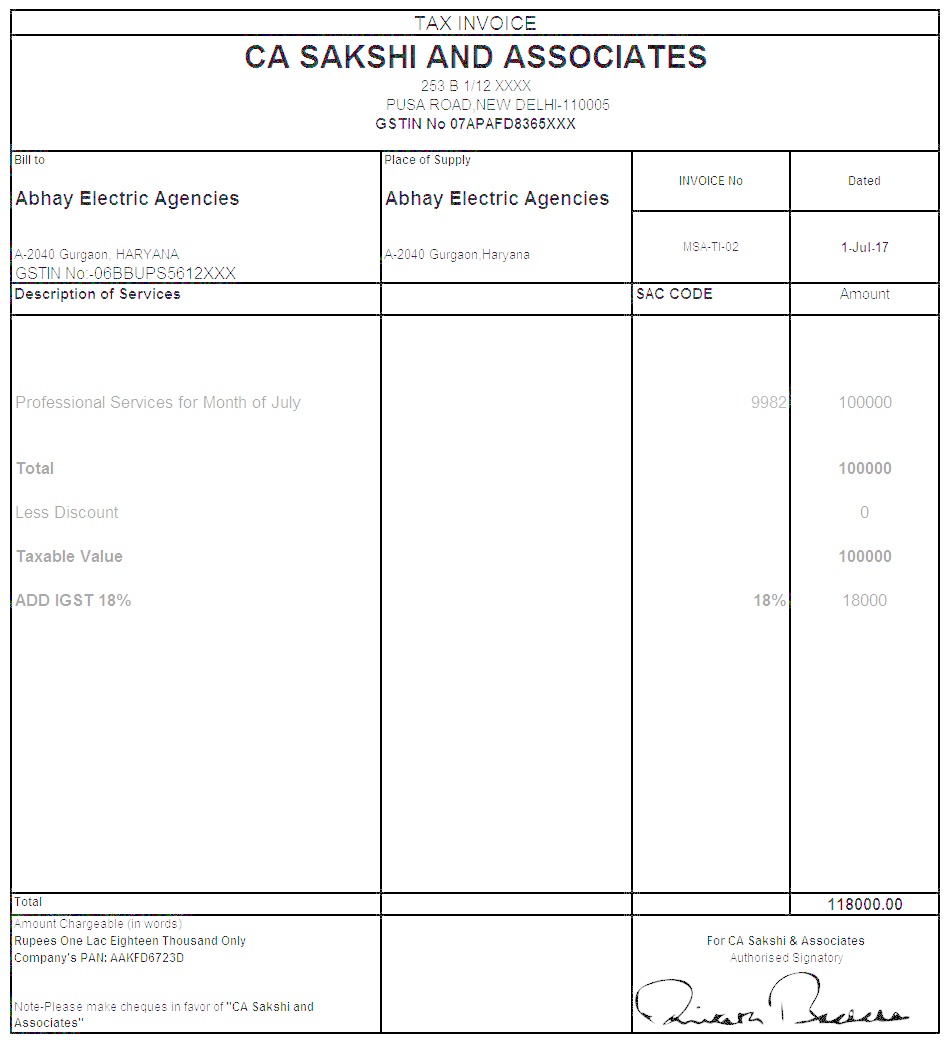 TAX INVOICE
CA SAKSHI AND ASSOCIATES
253 B 1/12 XXXX
PUSA ROAD,NEW DELHI-110005
GSTIN No 07APAFD8365XXX
Bill to
Abhay Electric Agencies
A-2040 Gurgaon, HARYANA
GSTIN No:-06BBUPS5612XXX
Place of Supply
Abhay Electric Agencies
A-2040 Gurgaon,Haryana
INVOICE No
Dated
MSA-TI-02
1-Jul-17
Description of Services
SAC CODE
Amount
Professional Services for Month of July 9982 100000
Total 100000
Less Discount 0
Taxable Value 100000
ADD IGST 18% 18% 18000
Total 118000.00
Amount Chargeable (in words)
Rupees One Lac Eighteen Thousand Only
Company's PAN: AAKFD6723D
Note-Please make cheques in favor of "CA Sakshi and
Associates"
For CA Sakshi & Associates
Authorised Signatory